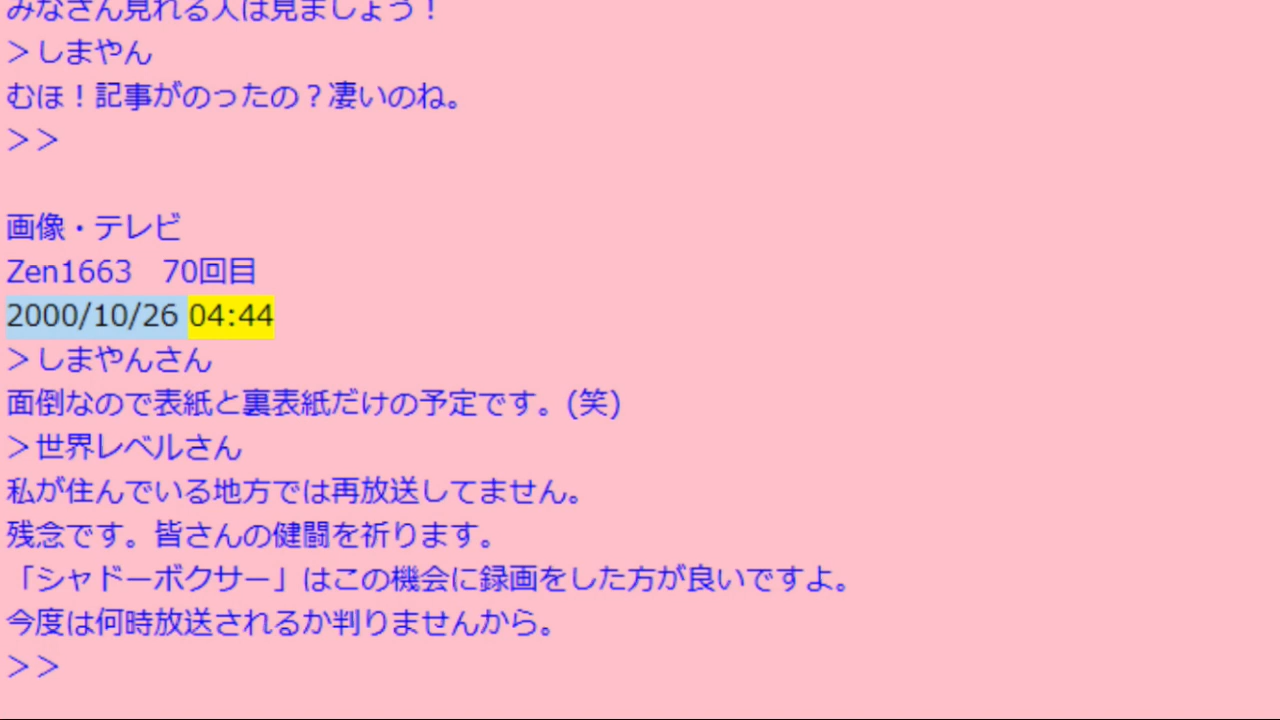 みなさん見れる人は見ましょう！
＞しまやん
むほ！記事がのったの？凄いのね。
＞＞
画像・テレビ
Zen1663　70回目
2000/10/26 04:44
＞しまやんさん
面倒なので表紙と裏表紙だけの予定です。(笑)
＞世界レベルさん
私が住んでいる地方では再放送してません。
残念です。皆さんの健闘を祈ります。
「シャドーボクサー」はこの機会に録画をした方が良いですよ。
今度は何時放送されるか判りませんから。
＞＞